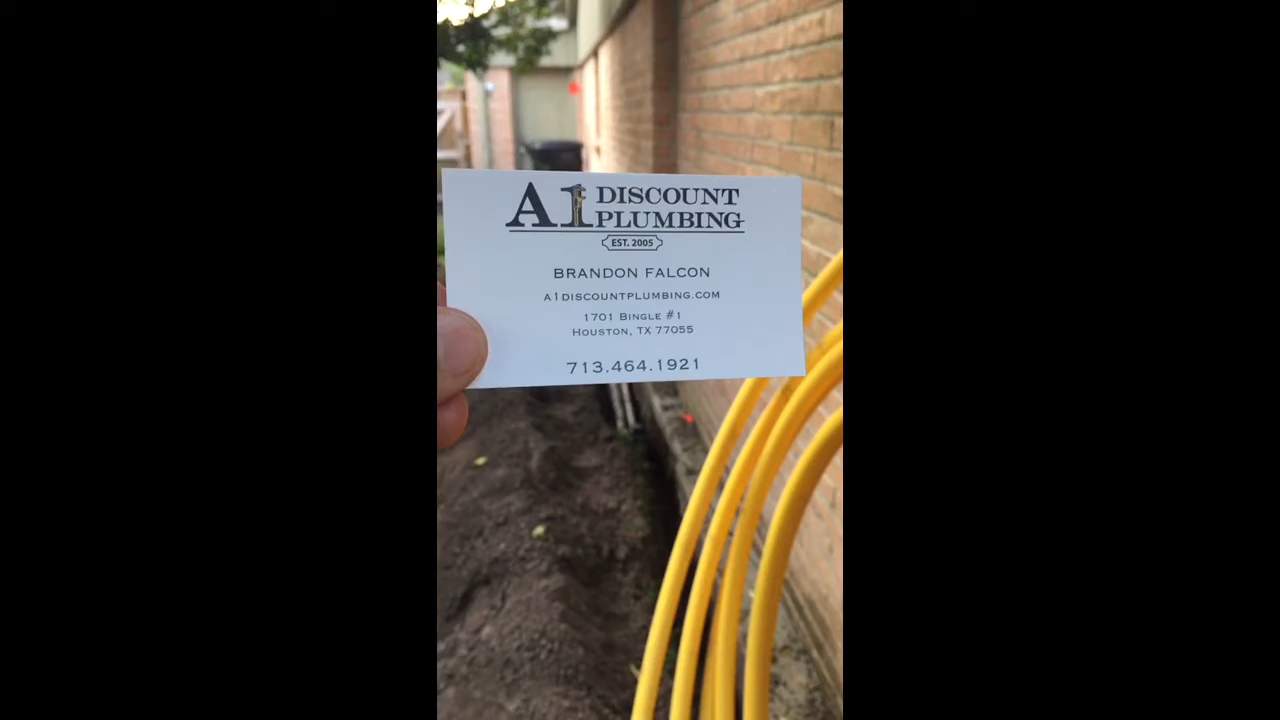 A1 DISCOUNT
PLUMBING
EST. 2005
BRANDON FALCON
A1DISCOUNTPLUMBING.COM
1701 BINGLE #1
HOUSTON, TX 77055
713.464.1921